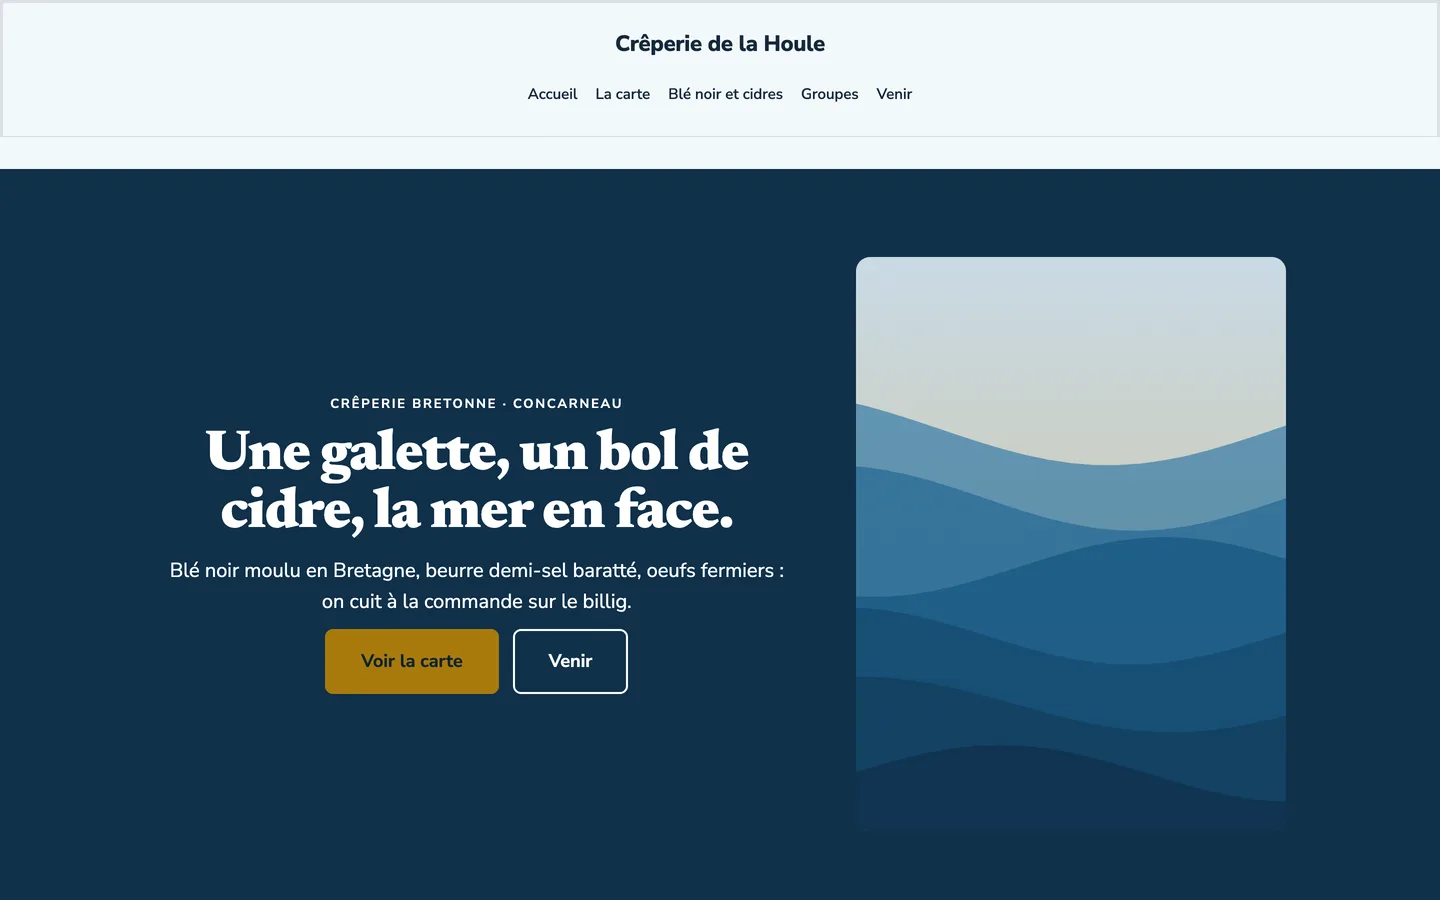 Crêperie de la Houle
Accueil La carte Blé noir et cidres Groupes Venir
CRÊPERIE BRETONNE · CONCARNEAU
Une galette, un bol de
cidre, la mer en face.
Blé noir moulu en Bretagne, beurre demi-sel baratté, oeufs fermiers :
on cuit à la commande sur le billig.
Voir la carte Venir